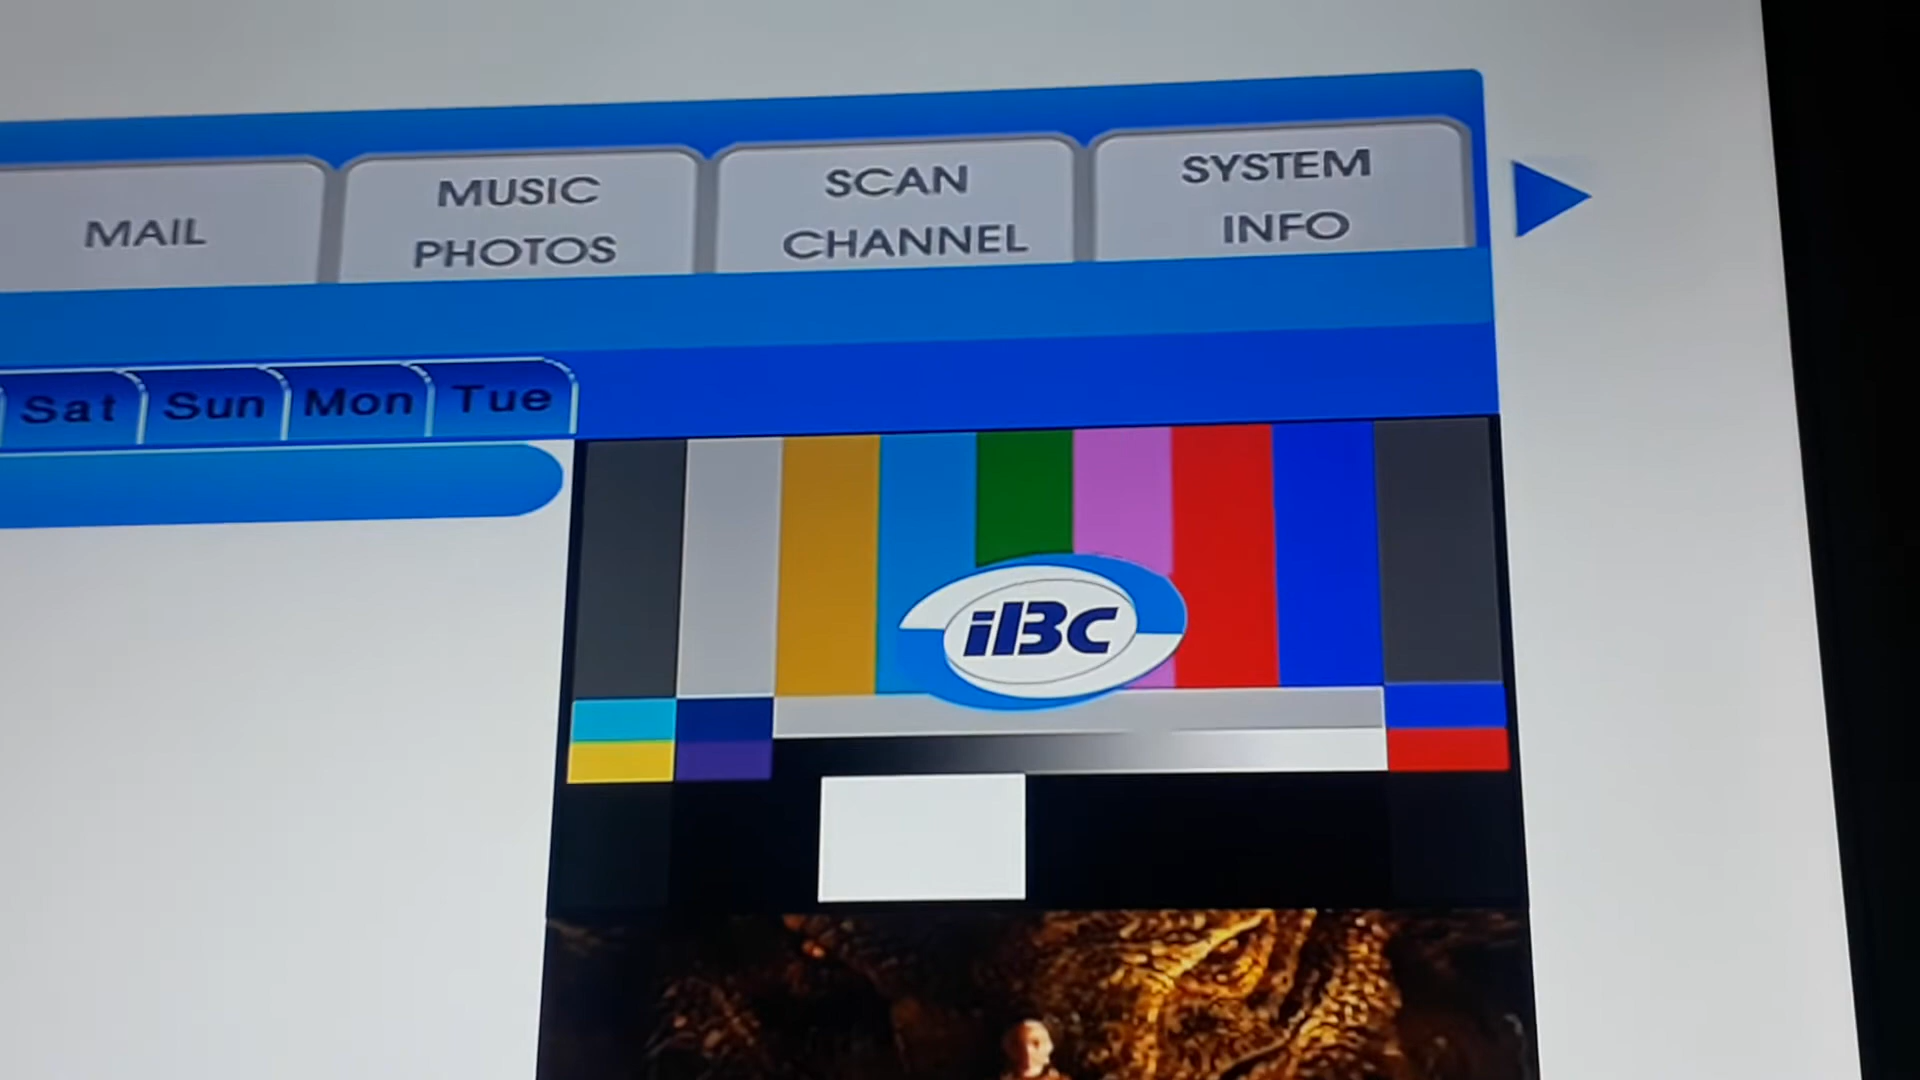 MAIL
MUSIC
PHOTOS
SCAN
CHANNEL
SYSTEM
INFO
Sat
Sun
Mon
Tue
iBc